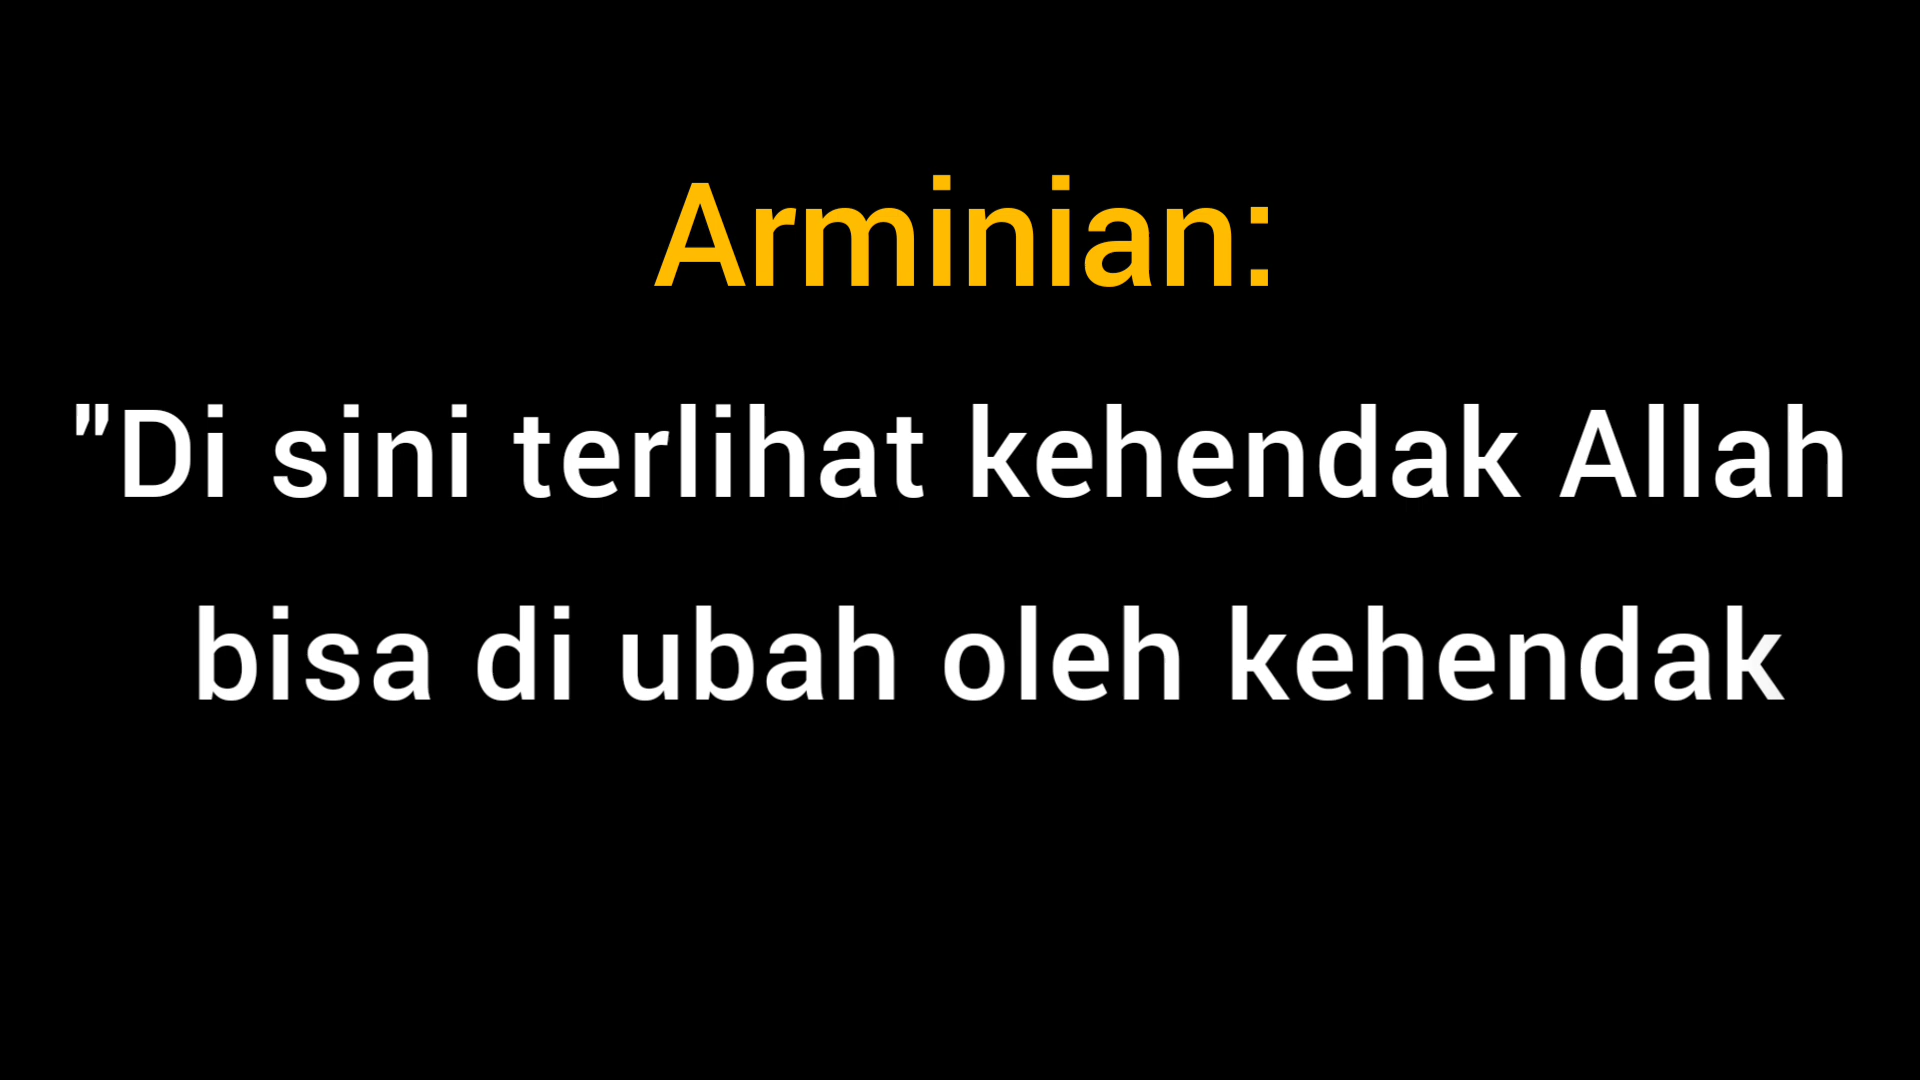 Arminian:
"Di sini terlihat kehendak Allah
bisa di ubah oleh kehendak